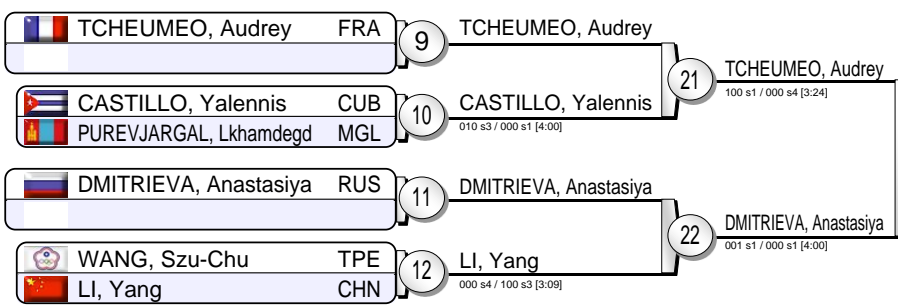 TCHEUMEO, Audrey FRA
9
TCHEUMEO, Audrey
CASTILLO, Yalennis CUB
PUREVJARGAL, Lkhamdegd MGL
10
CASTILLO, Yalennis
010 s3 / 000 s1 [4:00]
21
TCHEUMEO, Audrey
100 s1 / 000 s4 [3:24]
DMITRIEVA, Anastasiya RUS
11
DMITRIEVA, Anastasiya
WANG, Szu-Chu TPE
LI, Yang CHN
12
LI, Yang
000 s4 / 100 s3 [3:09]
22
DMITRIEVA, Anastasiya
001 s1 / 000 s1 [4:00]